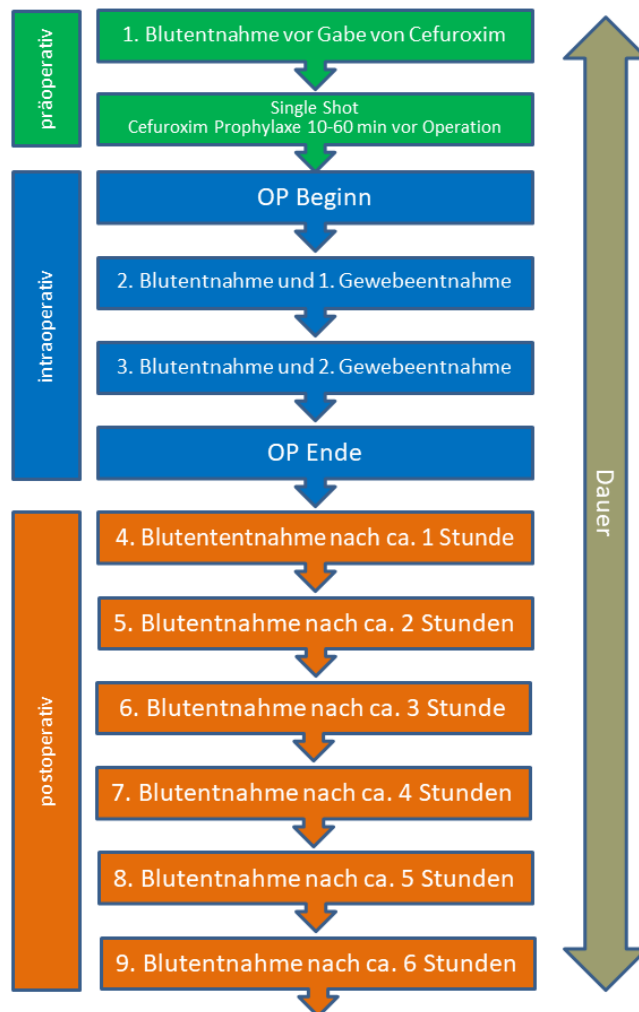 präoperativ
1. Blutentnahme vor Gabe von Cefuroxim
Single Shot
Cefuroxim Prophylaxe 10-60 min vor Operation
intraoperativ
OP Beginn
2. Blutentnahme und 1. Gewebeentnahme
3. Blutentnahme und 2. Gewebeentnahme
OP Ende
postoperativ
4. Blutententnahme nach ca. 1 Stunde
5. Blutentnahme nach ca. 2 Stunden
6. Blutentnahme nach ca. 3 Stunde
7. Blutentnahme nach ca. 4 Stunden
8. Blutentnahme nach ca. 5 Stunden
9. Blutentnahme nach ca. 6 Stunden
Dauer